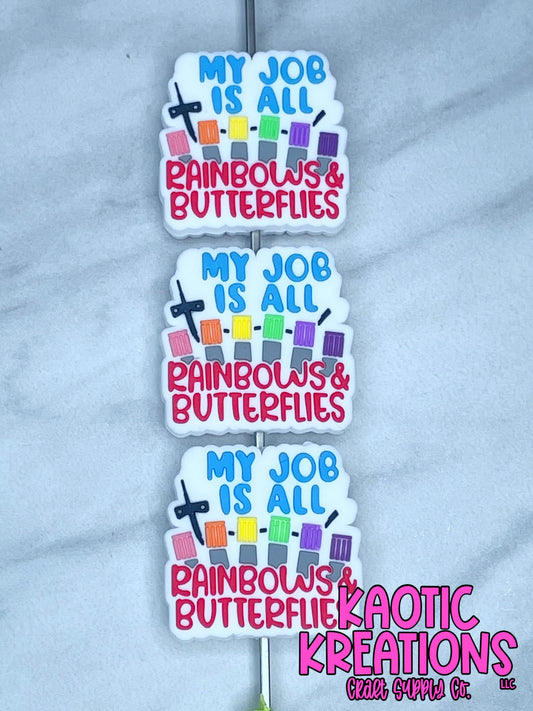 MY JOB
IS ALL
RAINBOWS &
BUTTERFLIES
MY JOB
IS ALL
RAINBOWS &
BUTTERFLIES
MY JOB
IS ALL
RAINBOWS &
BUTTERFLIE
KAOTIC
KREATIONS
Craft Supply Co. LLC